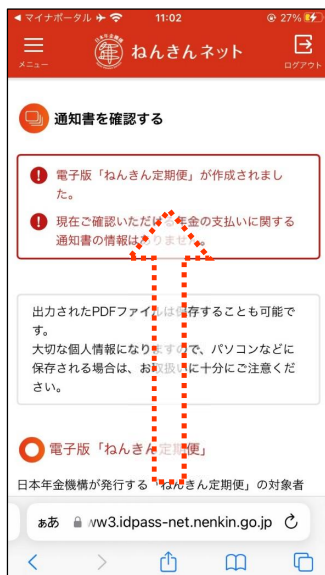 ◀ マイナポータル 11:02 27%
メニュー ねんきんネット ログアウト
通知書を確認する
電子版「ねんきん定期便」が作成されまし
た。
現在ご確認いただける年金の支払いに関する
通知書の情報はありません。
出力されたPDFファイルは保存することも可能で
す。
大切な個人情報になりますので、パソコンなどに
保存される場合は、お取扱いに十分にご注意くだ
さい。
電子版「ねんきん定期便」
日本年金機構が発行する「ねんきん定期便」の対象者
ぁあ ww3.idpass-net.nenkin.go.jp